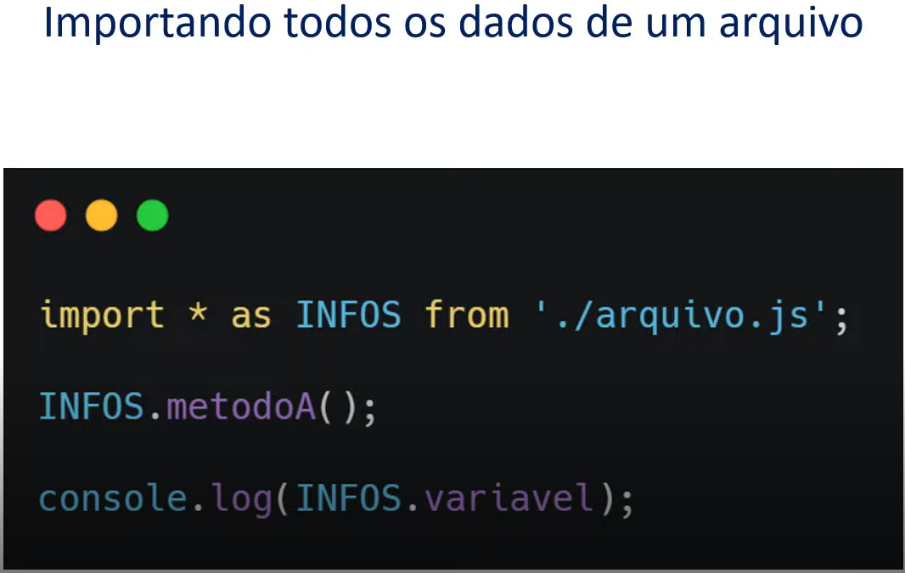 Importando todos os dados de um arquivo
import * as INFOS from './arquivo.js';
INFOS.metodoA();
console.log(INFOS.variavel);